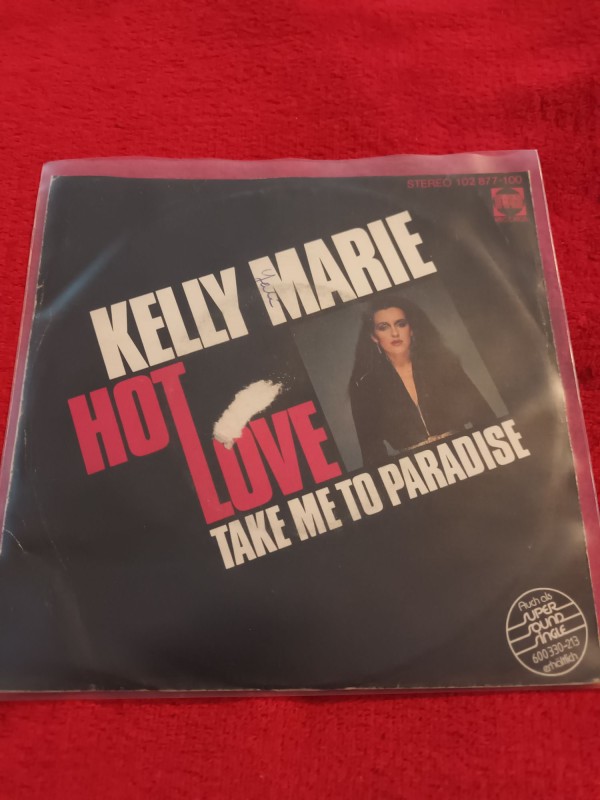 STEREO 102 877-100
KELLY MARIE
HOT
LOVE
TAKE ME TO PARADISE
Auch als
SUPER
SOUND
SINGLE
600 330-213
erhältlich